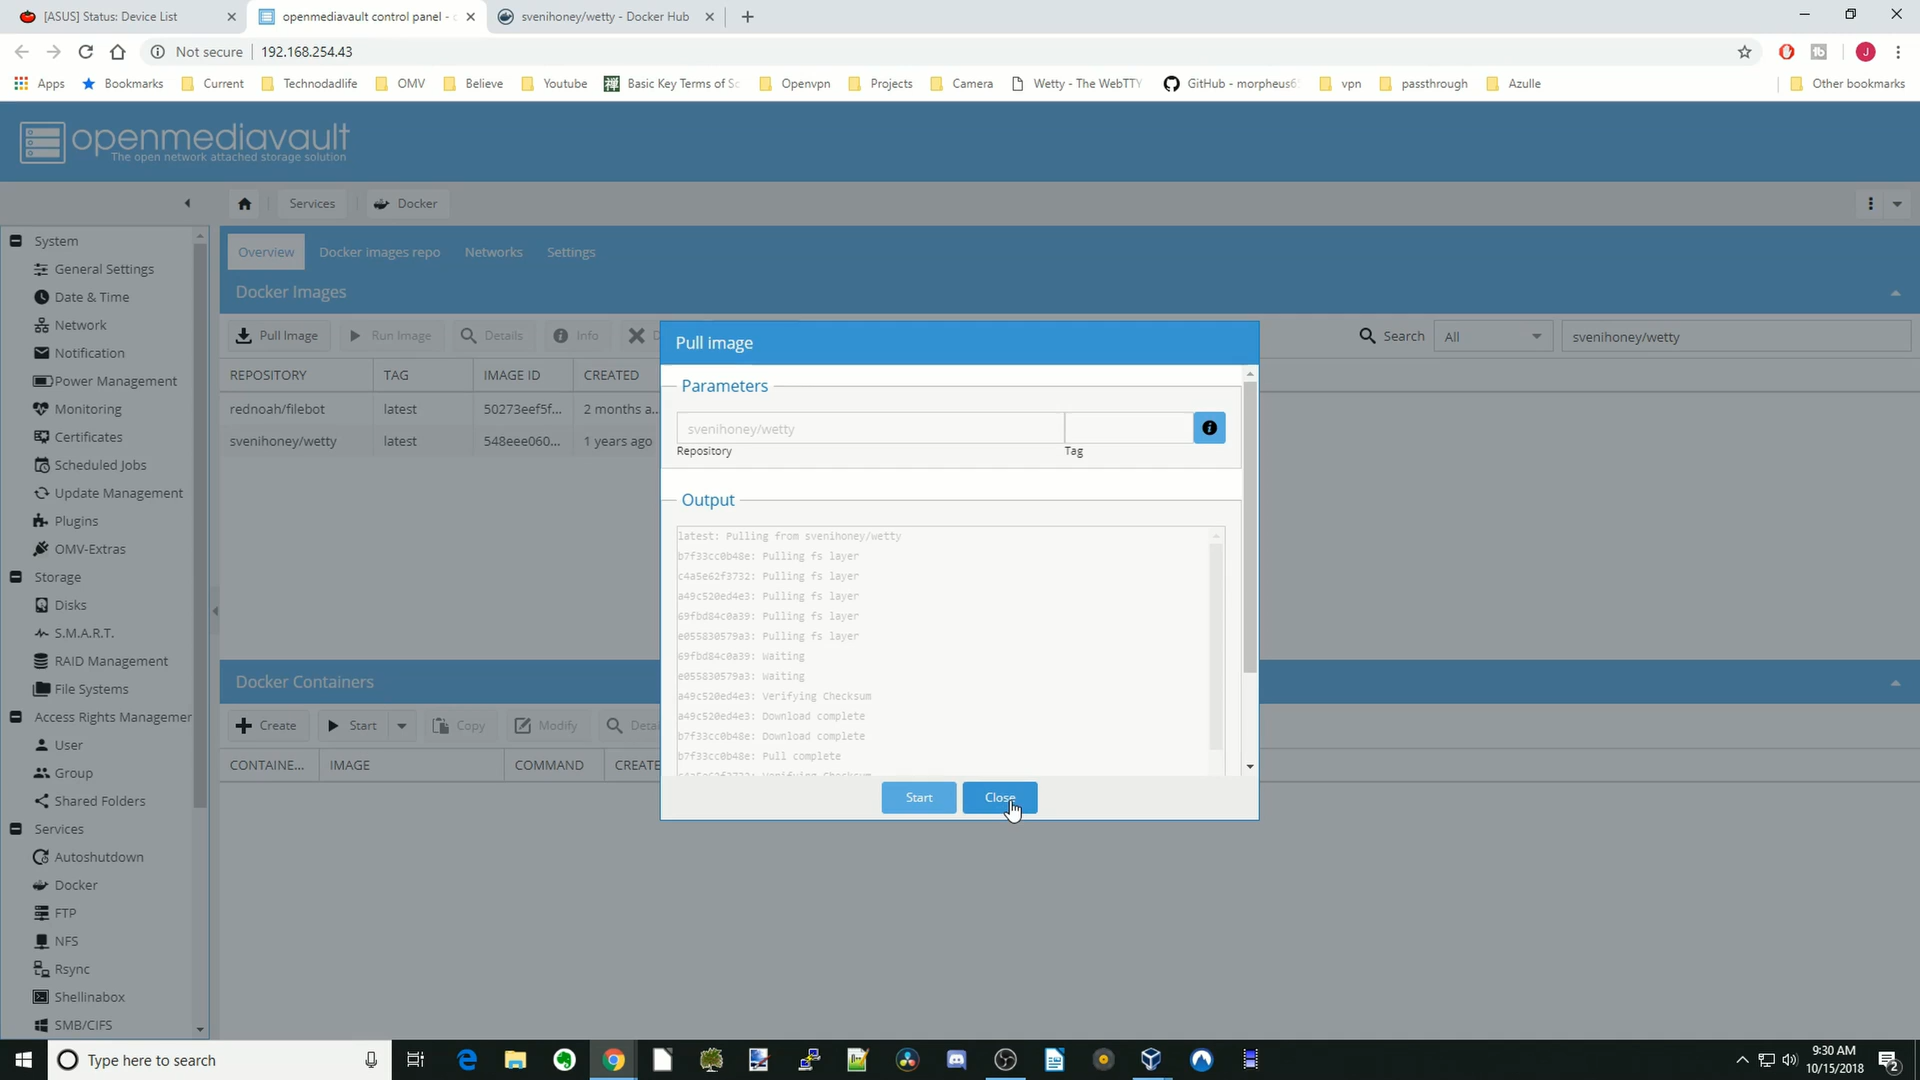 [ASUS] Status: Device List
openmediavault control panel -
svenihoney/wetty - Docker Hub
Not secure
192.168.254.43
Apps
Bookmarks
Current
Technodadlife
OMV
Believe
Youtube
Basic Key Terms of Sc
Openvpn
Projects
Camera
Wetty - The WebTTY
GitHub - morpheus6
vpn
passthrough
Azulle
Other bookmarks
openmediavault
The open network attached storage solution
Services
Docker
System
General Settings
Date & Time
Network
Notification
Power Management
Monitoring
Certificates
Scheduled Jobs
Update Management
Plugins
OMV-Extras
Storage
Disks
S.M.A.R.T.
RAID Management
File Systems
Access Rights Managemer
User
Group
Shared Folders
Services
Autoshutdown
Docker
FTP
NFS
Rsync
Shellinabox
SMB/CIFS
Overview
Docker images repo
Networks
Settings
Docker Images
Pull Image
Run Image
Details
Info
D
Search
All
svenihoney/wetty
REPOSITORY
TAG
IMAGE ID
CREATED
rednoah/filebot
latest
50273eef5f...
2 months a..
svenihoney/wetty
latest
548eee060...
1 years ago
Docker Containers
Create
Start
Copy
Modify
Detai
CONTAINE...
IMAGE
COMMAND
CREATE
Pull image
Parameters
svenihoney/wetty
Repository
Tag
Output
latest: Pulling from svenihoney/wetty
b7f33cc0b48e: Pulling fs layer
c4a5e62f3732: Pulling fs layer
a49c520ed4e3: Pulling fs layer
69fbd84c0a39: Pulling fs layer
e055830579a3: Pulling fs layer
69fbd84c0a39: Waiting
e055830579a3: Waiting
a49c520ed4e3: Verifying Checksum
a49c520ed4e3: Download complete
b7f33cc0b48e: Download complete
b7f33cc0b48e: Pull complete
c4a5e62f3732: Verifying Checksum
Start
Close
Type here to search
9:30 AM
10/15/2018
2